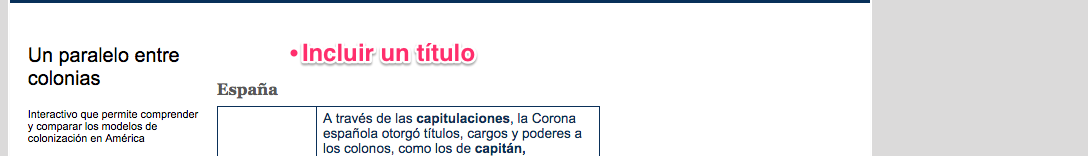 Un paralelo entre
colonias
Interactivo que permite comprender
y comparar los modelos de
colonización en América
• Incluir un título
España
A través de las capitulaciones, la Corona
española otorgó títulos, cargos y poderes a
los colonos, como los de capitán,